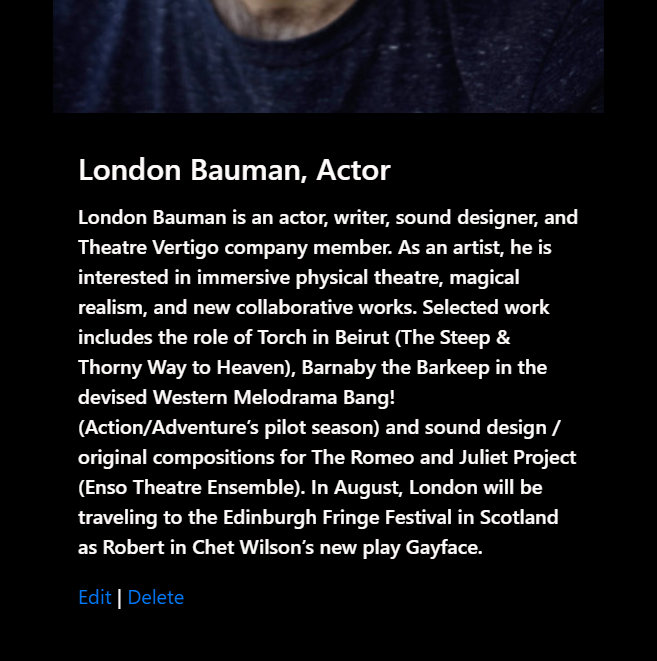 London Bauman, Actor
London Bauman is an actor, writer, sound designer, and
Theatre Vertigo company member. As an artist, he is
interested in immersive physical theatre, magical
realism, and new collaborative works. Selected work
includes the role of Torch in Beirut (The Steep &
Thorny Way to Heaven), Barnaby the Barkeep in the
devised Western Melodrama Bang!
(Action/Adventure’s pilot season) and sound design /
original compositions for The Romeo and Juliet Project
(Enso Theatre Ensemble). In August, London will be
traveling to the Edinburgh Fringe Festival in Scotland
as Robert in Chet Wilson’s new play Gayface.
Edit | Delete